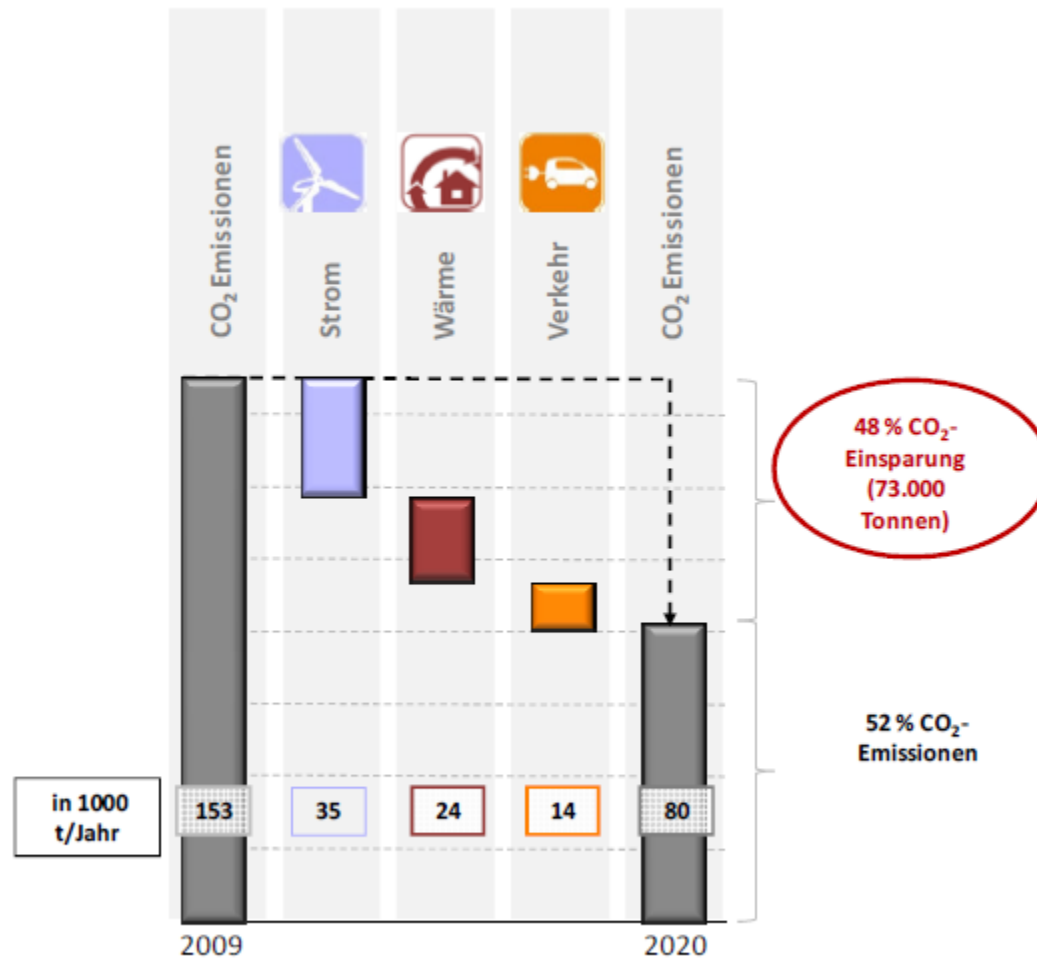 CO₂ Emissionen
Strom
Wärme
Verkehr
CO₂ Emissionen
48 % CO₂-
Einsparung
(73.000
Tonnen)
52 % CO₂-
Emissionen
in 1000
t/Jahr
153
35
24
14
80
2009
2020